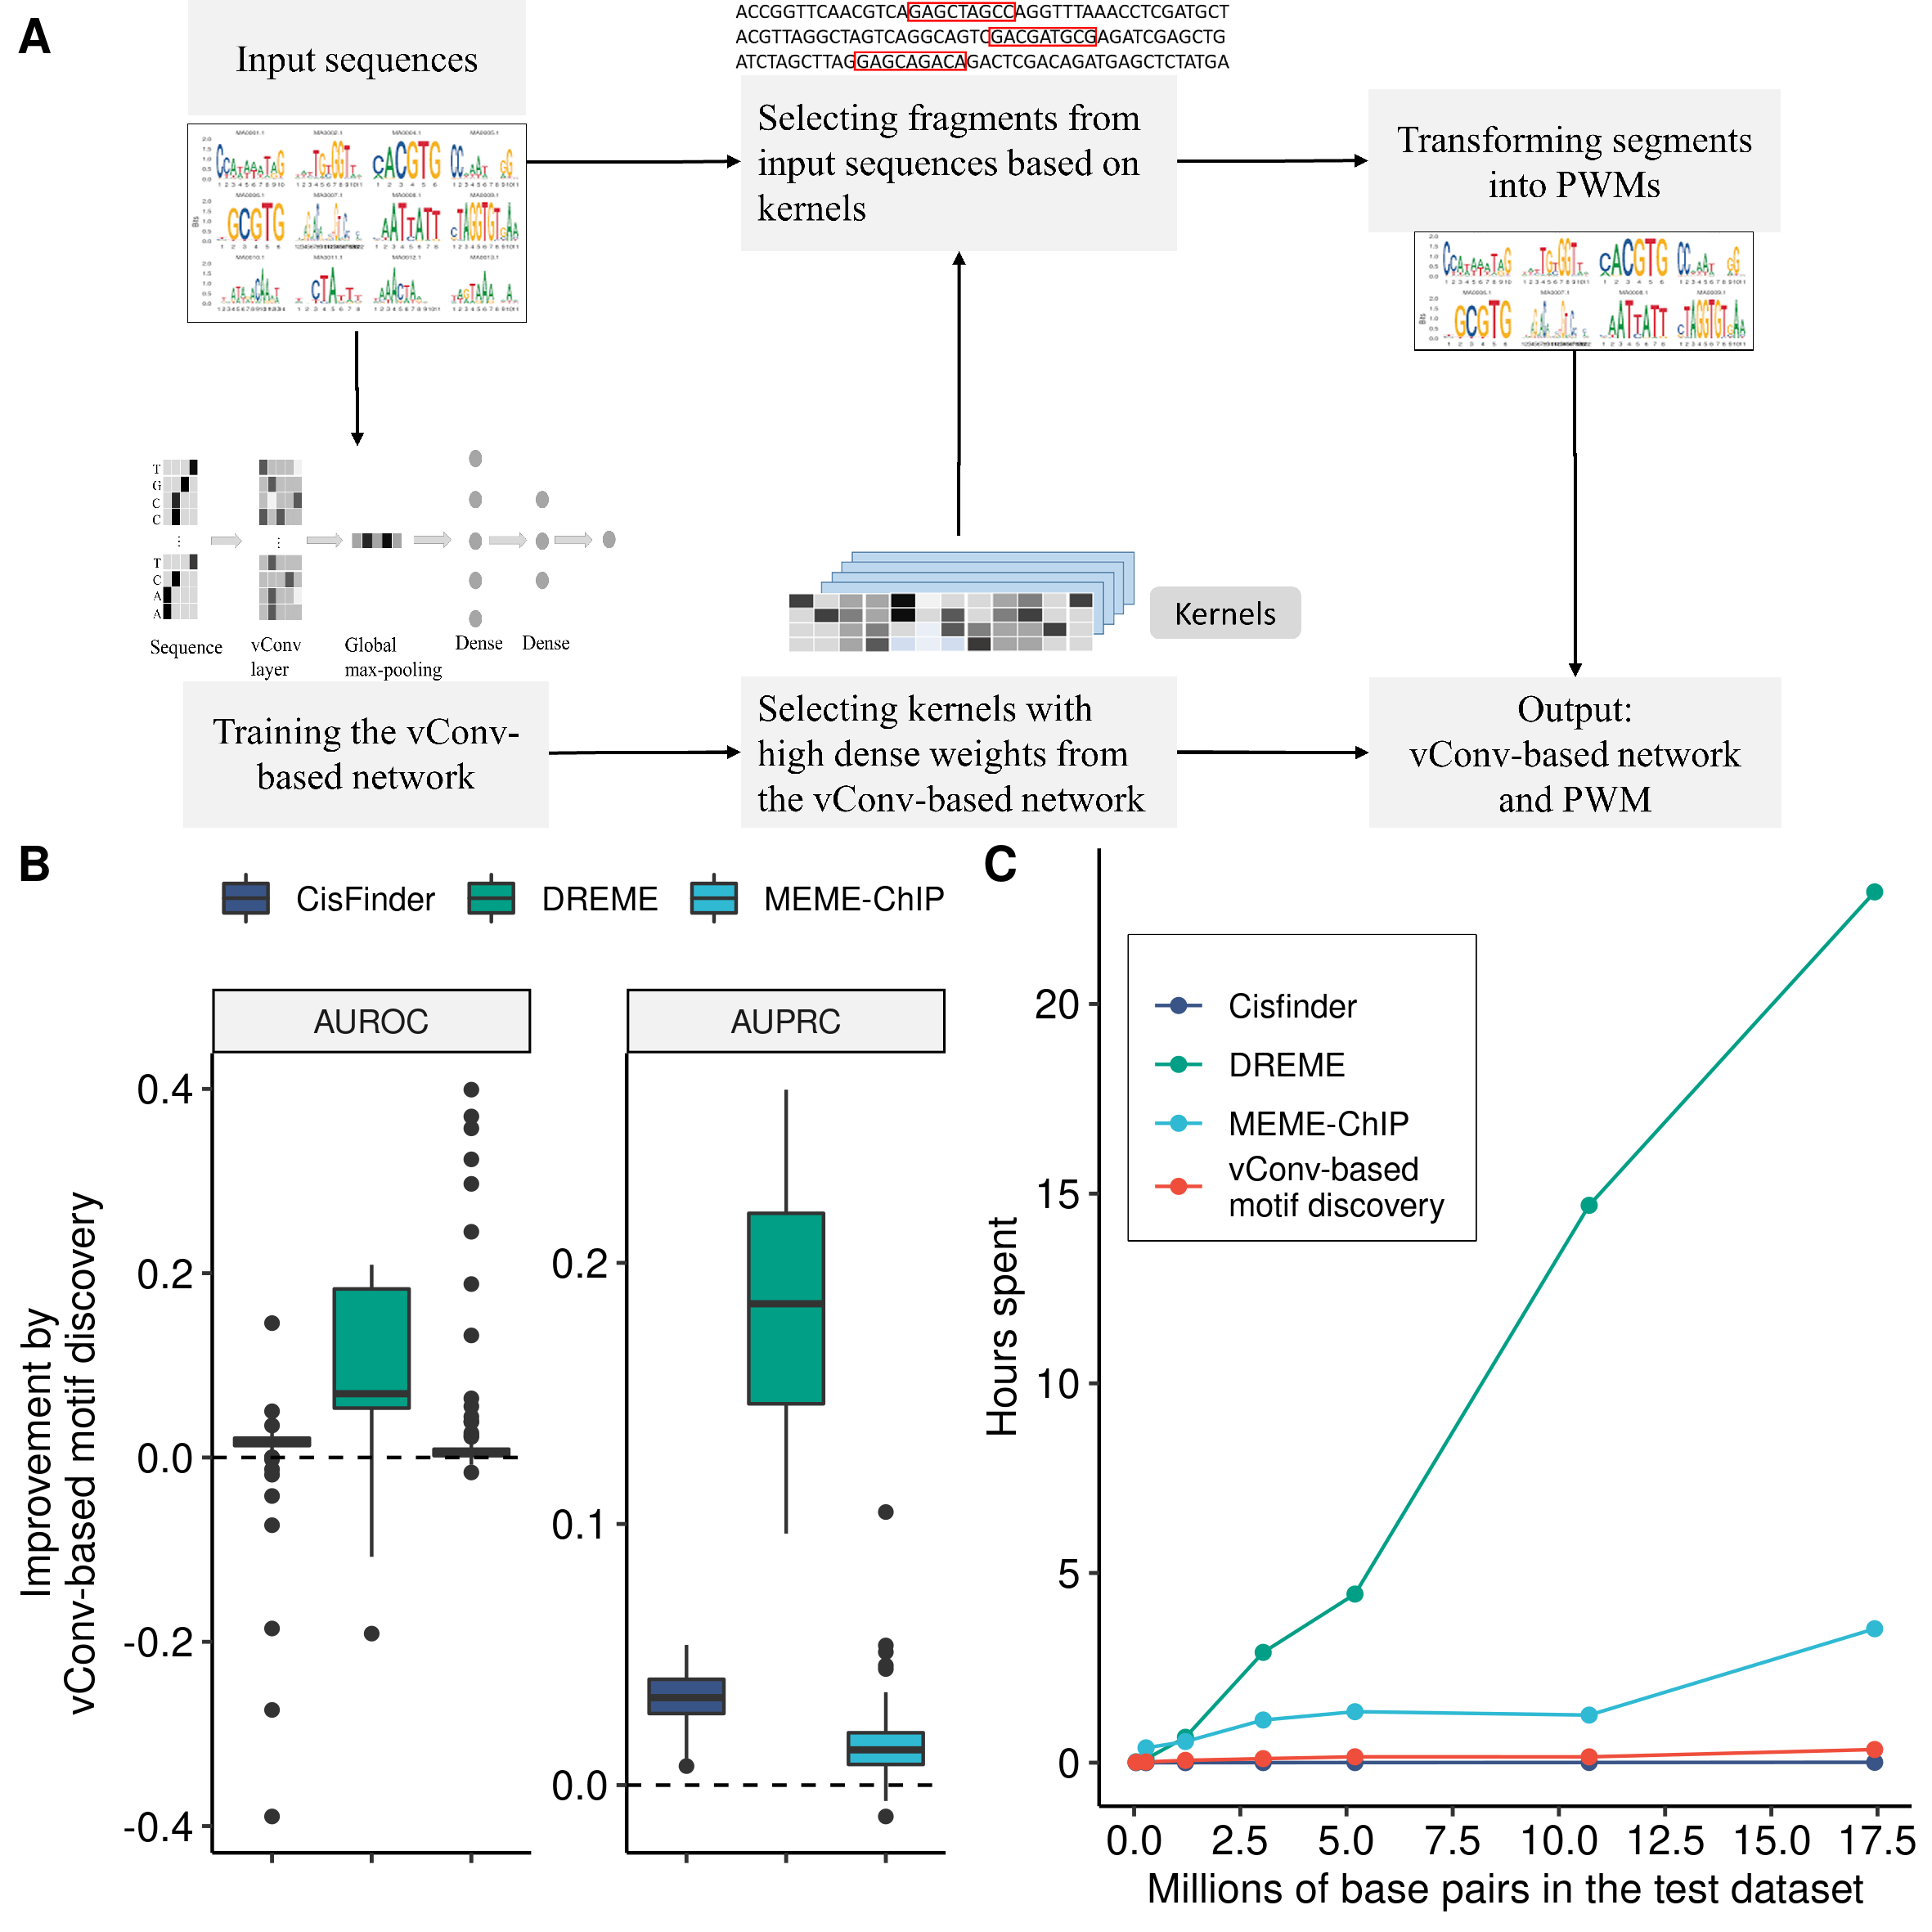 A
Input sequences
ACCGGTTCAACGTCAGAGCTAGCCAGGTTTAAACCTCGATGCT
ACGTTAGGCTAGTCAGGCAGTCGACGATGCGAGATCGAGCTG
ATCTAGCTTAGGAGCAGACAGACTCGACAGATGAGCTCTATGA
Selecting fragments from
input sequences based on
kernels
Transforming segments
into PWMs
T
G
C
C
⋮
⋮
T
C
A
A
Sequence
vConv
layer
Global
max-pooling
Dense
Dense
Kernels
Training the vConv-
based network
Selecting kernels with
high dense weights from
the vConv-based network
Output:
vConv-based network
and PWM
B
CisFinder
DREME
MEME-ChIP
AUROC
AUPRC
Improvement by
vConv-based motif discovery
0.4
0.2
0.0
-0.2
-0.4
0.2
0.1
0.0
C
Cisfinder
DREME
MEME-ChIP
vConv-based
motif discovery
Hours spent
20
15
10
5
0
0.0 2.5 5.0 7.5 10.0 12.5 15.0 17.5
Millions of base pairs in the test dataset